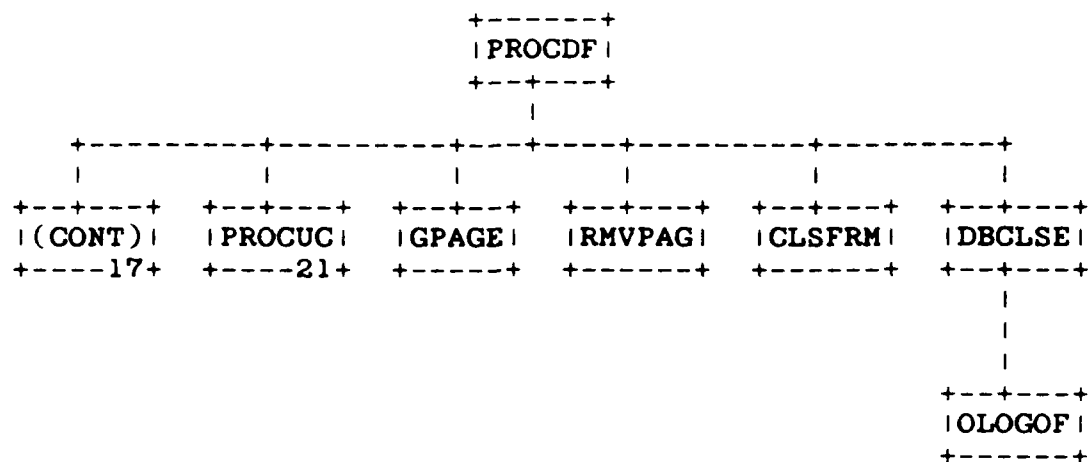 PROCDF
(CONT) PROCUC GPAGE RMVPAG CLSFRM DBCLSE
17 21
OLOGOF